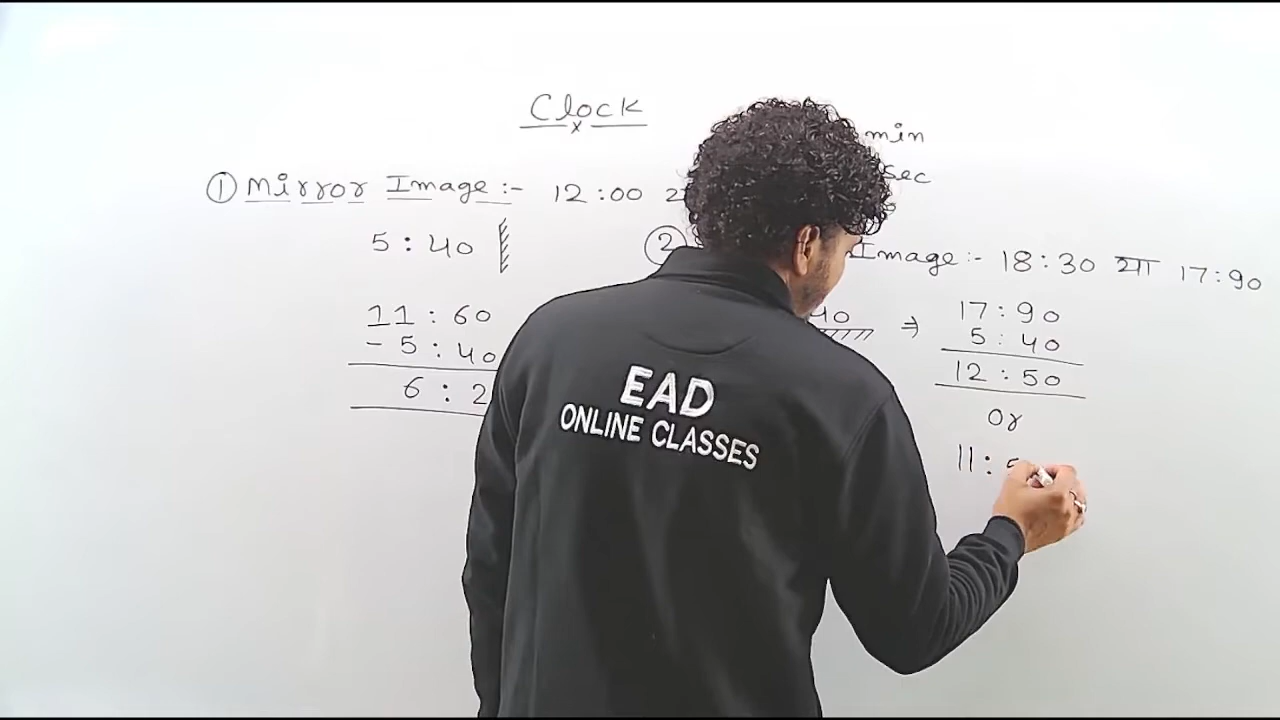 Clock
min
sec
① Mirror Image :- 12:00
5 : 40
② Image :- 18:30 या 17:90
11 : 60
- 5 : 40
6 : 2
40 ⇒ 17 : 90
5 : 40
12 : 50
Or
11 :
EAD
ONLINE CLASSES